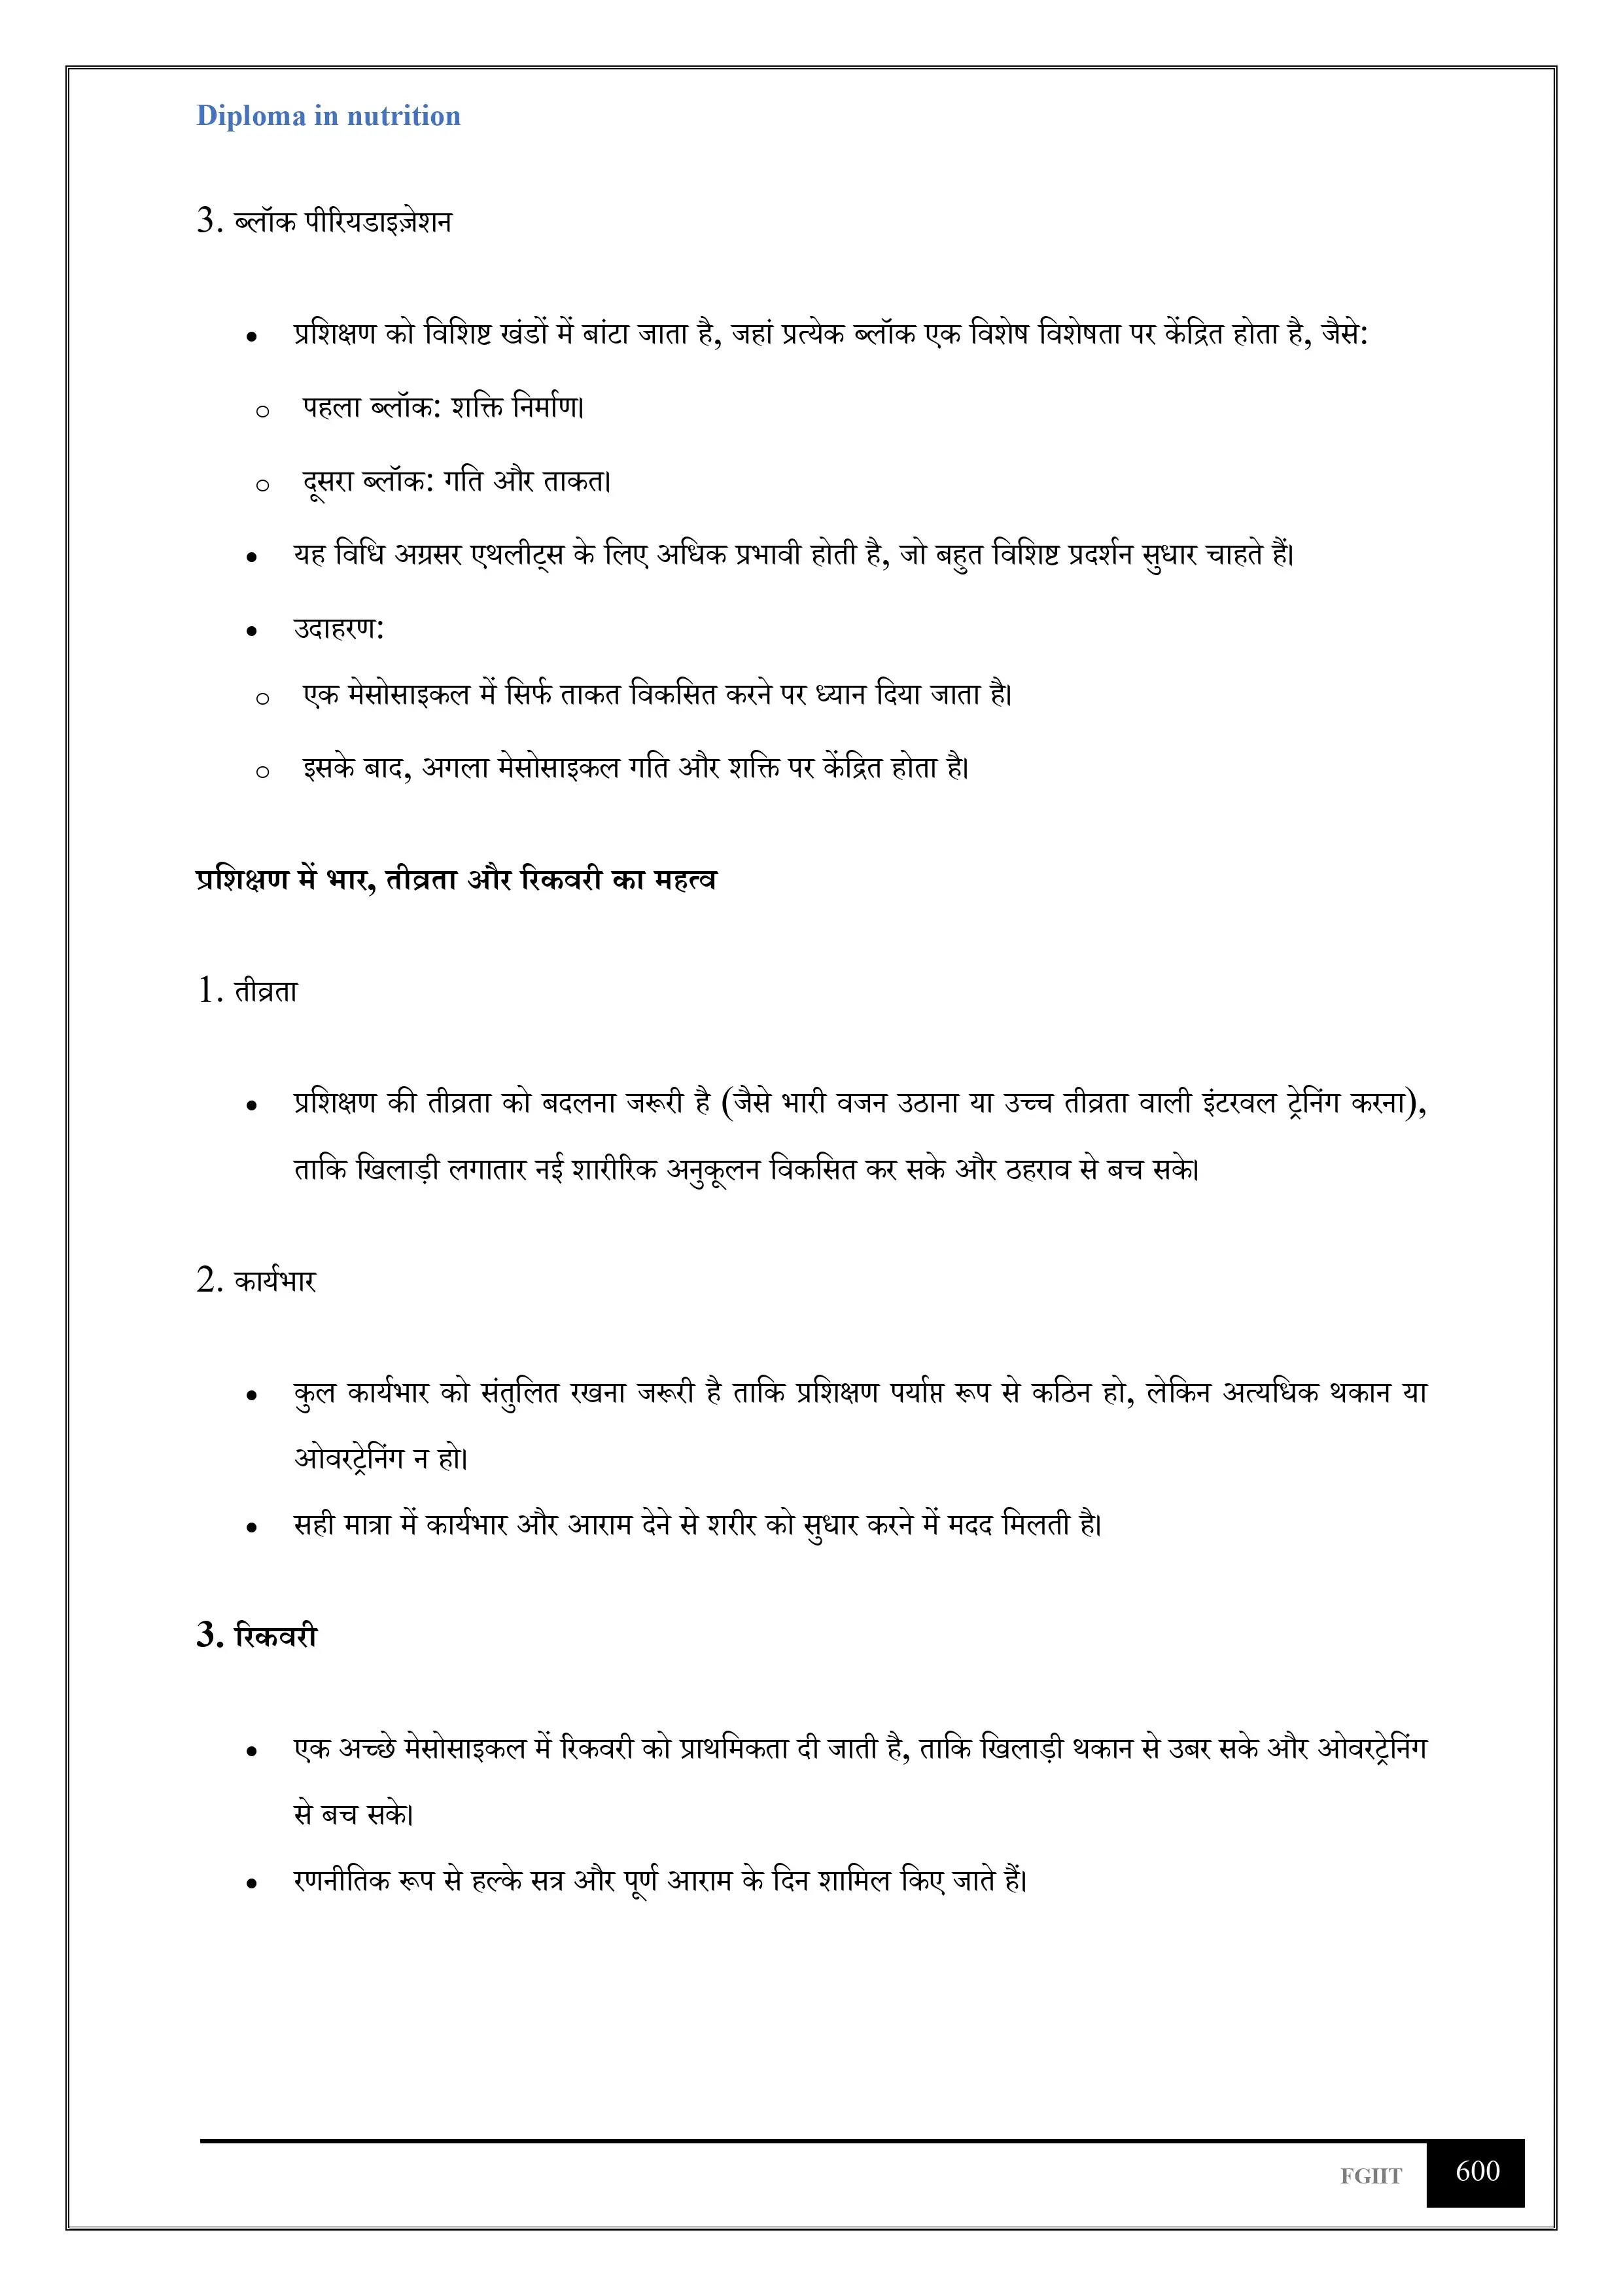 Diploma in nutrition
3. ब्लॉक पीरियडाइज़ेशन
• प्रशिक्षण को विशिष्ट खंडों में बांटा जाता है, जहां प्रत्येक ब्लॉक एक विशेष विशेषता पर केंद्रित होता है, जैसे:
o पहला ब्लॉक: शक्ति निर्माण।
o दूसरा ब्लॉक: गति और ताकत।
• यह विधि अग्रसर एथलीट्स के लिए अधिक प्रभावी होती है, जो बहुत विशिष्ट प्रदर्शन सुधार चाहते हैं।
• उदाहरण:
o एक मेसोसाइकल में सिर्फ ताकत विकसित करने पर ध्यान दिया जाता है।
o इसके बाद, अगला मेसोसाइकल गति और शक्ति पर केंद्रित होता है।
प्रशिक्षण में भार, तीव्रता और रिकवरी का महत्व
1. तीव्रता
• प्रशिक्षण की तीव्रता को बदलना जरूरी है (जैसे भारी वजन उठाना या उच्च तीव्रता वाली इंटरवल ट्रेनिंग करना),
ताकि खिलाड़ी लगातार नई शारीरिक अनुकूलन विकसित कर सके और ठहराव से बच सके।
2. कार्यभार
• कुल कार्यभार को संतुलित रखना जरूरी है ताकि प्रशिक्षण पर्याप्त रूप से कठिन हो, लेकिन अत्यधिक थकान या
ओवरट्रेनिंग न हो।
• सही मात्रा में कार्यभार और आराम देने से शरीर को सुधार करने में मदद मिलती है।
3. रिकवरी
• एक अच्छे मेसोसाइकल में रिकवरी को प्राथमिकता दी जाती है, ताकि खिलाड़ी थकान से उबर सके और ओवरट्रेनिंग
से बच सके।
• रणनीतिक रूप से हल्के सत्र और पूर्ण आराम के दिन शामिल किए जाते हैं।
FGIIT 600